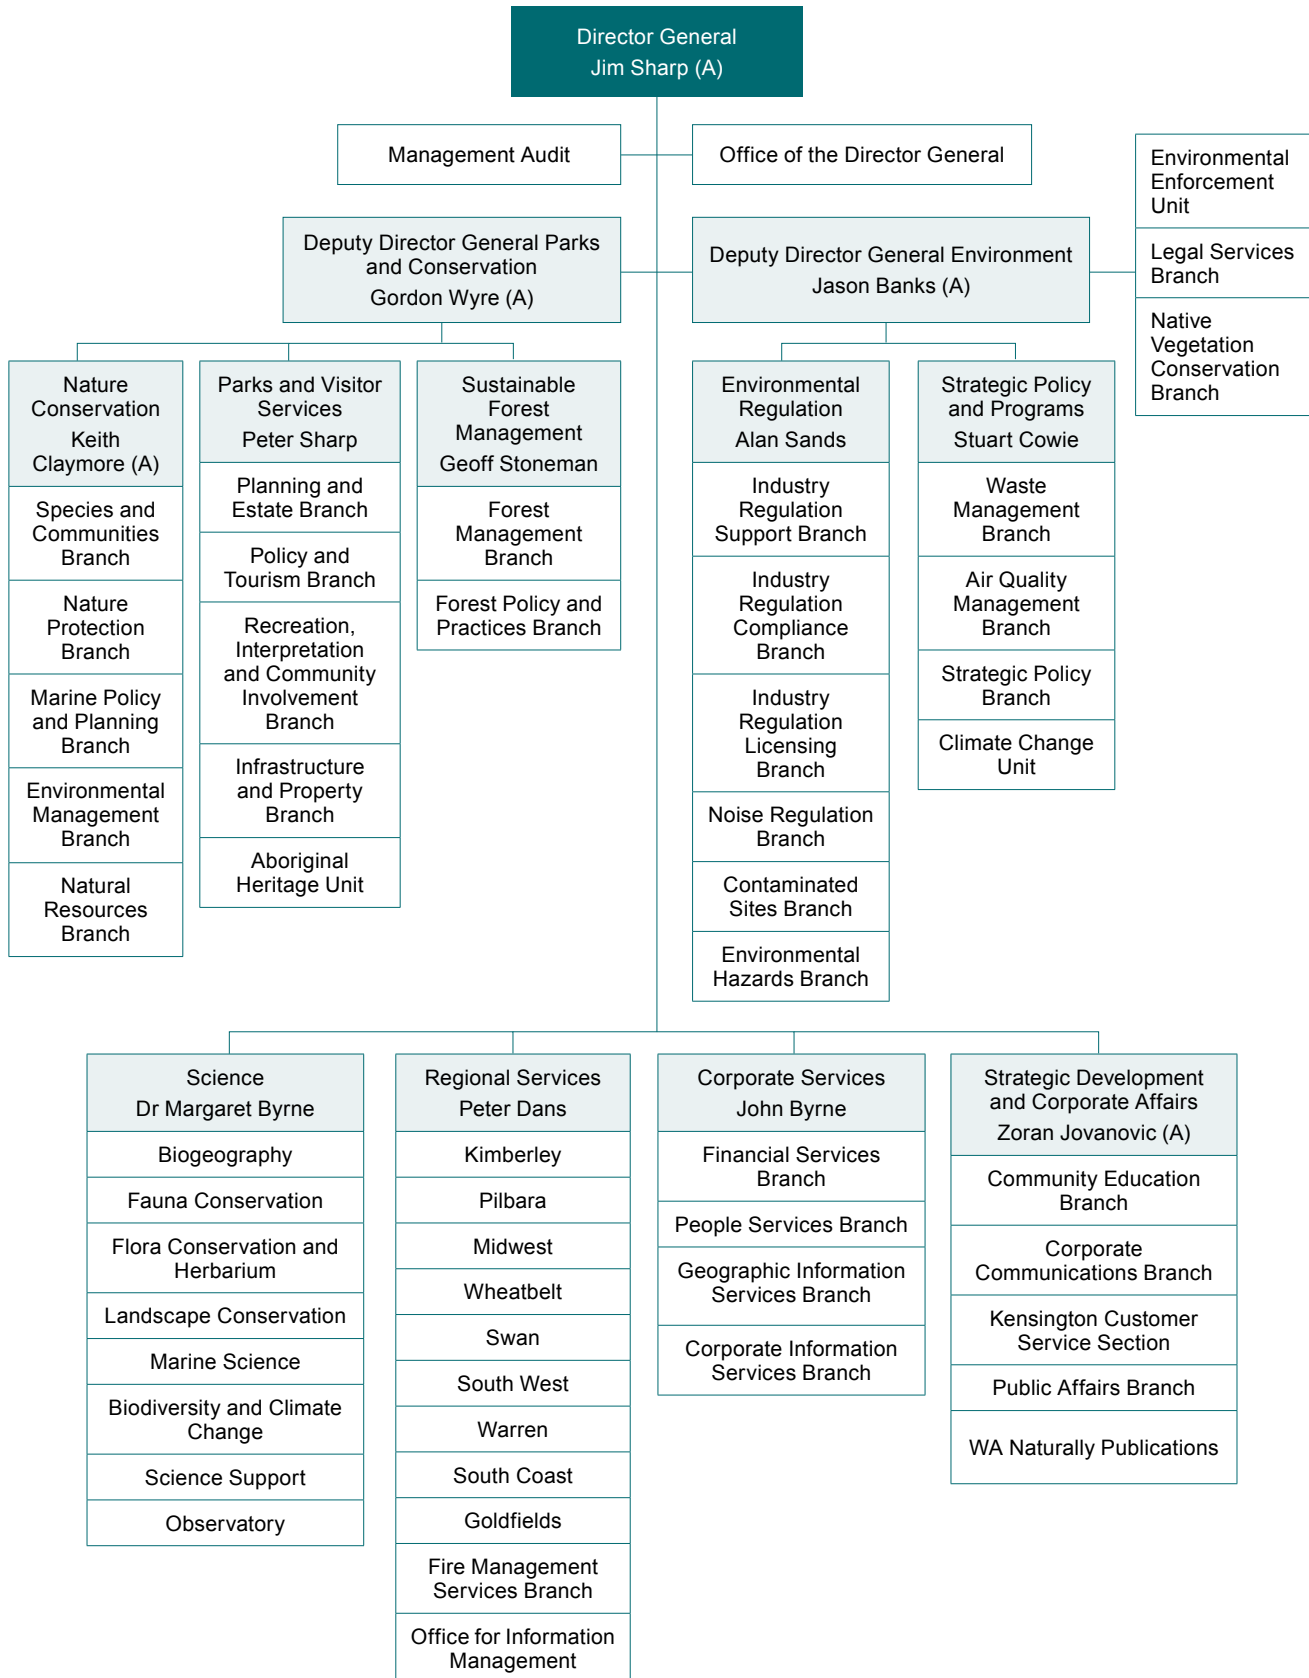 Director General
Jim Sharp (A)
Management Audit
Office of the Director General
Environmental
Enforcement
Unit
Legal Services
Branch
Native
Vegetation
Conservation
Branch
Deputy Director General Parks
and Conservation
Gordon Wyre (A)
Deputy Director General Environment
Jason Banks (A)
Nature
Conservation
Keith
Claymore (A)
Species and
Communities
Branch
Nature
Protection
Branch
Marine Policy
and Planning
Branch
Environmental
Management
Branch
Natural
Resources
Branch
Parks and Visitor
Services
Peter Sharp
Planning and
Estate Branch
Policy and
Tourism Branch
Recreation,
Interpretation
and Community
Involvement
Branch
Infrastructure
and Property
Branch
Aboriginal
Heritage Unit
Sustainable
Forest
Management
Geoff Stoneman
Forest
Management
Branch
Forest Policy and
Practices Branch
Environmental
Regulation
Alan Sands
Industry
Regulation
Support Branch
Industry
Regulation
Compliance
Branch
Industry
Regulation
Licensing
Branch
Noise Regulation
Branch
Contaminated
Sites Branch
Environmental
Hazards Branch
Strategic Policy
and Programs
Stuart Cowie
Waste
Management
Branch
Air Quality
Management
Branch
Strategic Policy
Branch
Climate Change
Unit
Science
Dr Margaret Byrne
Biogeography
Fauna Conservation
Flora Conservation and
Herbarium
Landscape Conservation
Marine Science
Biodiversity and Climate
Change
Science Support
Observatory
Regional Services
Peter Dans
Kimberley
Pilbara
Midwest
Wheatbelt
Swan
South West
Warren
South Coast
Goldfields
Fire Management
Services Branch
Office for Information
Management
Corporate Services
John Byrne
Financial Services
Branch
People Services Branch
Geographic Information
Services Branch
Corporate Information
Services Branch
Strategic Development
and Corporate Affairs
Zoran Jovanovic (A)
Community Education
Branch
Corporate
Communications Branch
Kensington Customer
Service Section
Public Affairs Branch
WA Naturally Publications